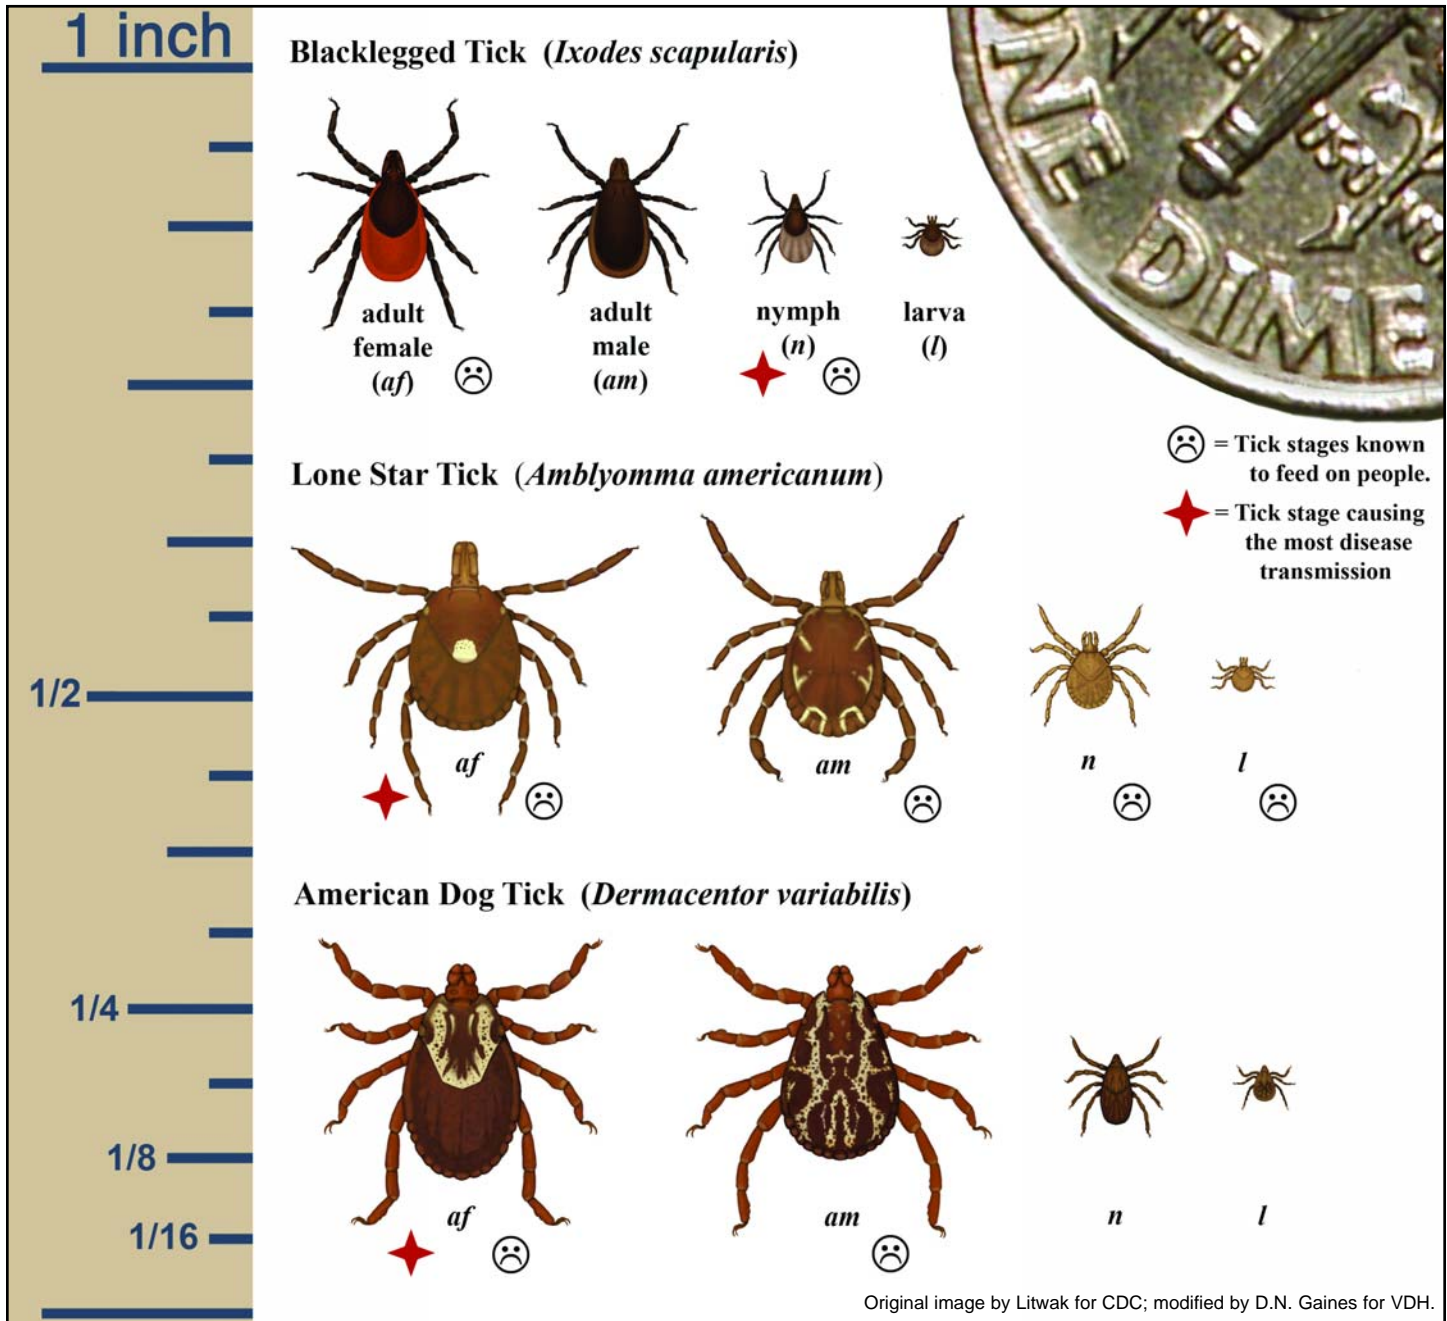 1 inch
1/2
1/4
1/8
1/16
Blacklegged Tick (Ixodes scapularis)
adult
female
(af)
adult
male
(am)
nymph
(n)
larva
(l)
ONE DIME
= Tick stages known
to feed on people.
= Tick stage causing
the most disease
transmission
Lone Star Tick (Amblyomma americanum)
af
am
n
l
American Dog Tick (Dermacentor variabilis)
af
am
n
l
Original image by Litwak for CDC; modified by D.N. Gaines for VDH.